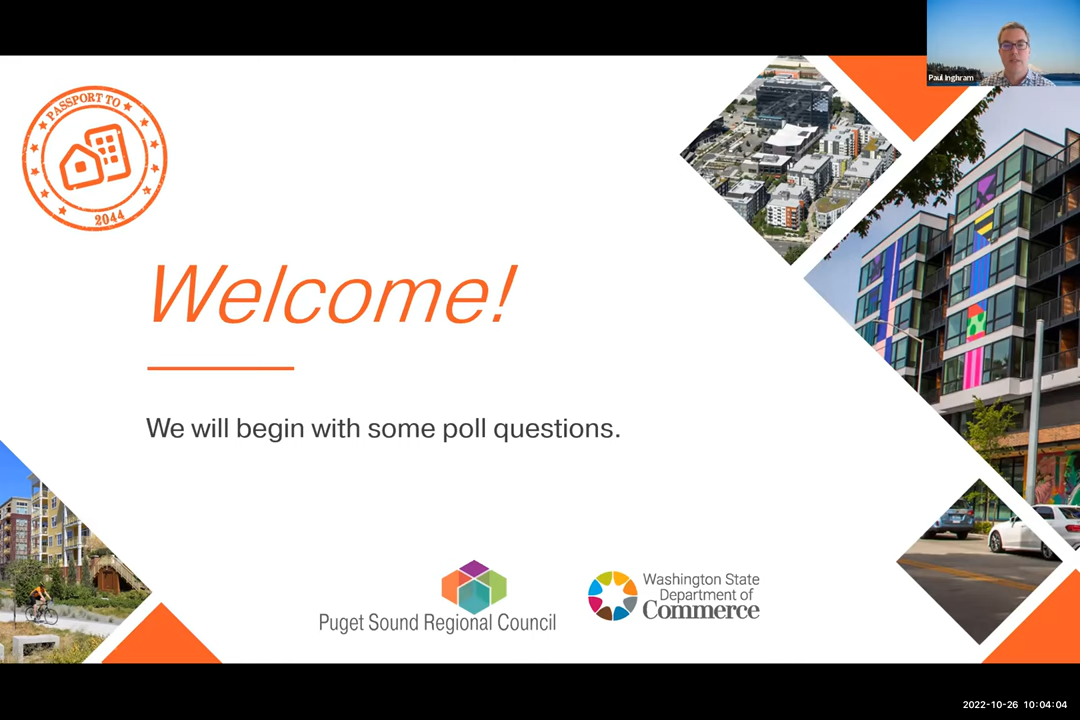 Paul Inghram
PASSPORT TO
2044
Welcome!
We will begin with some poll questions.
Puget Sound Regional Council
Washington State
Department of
Commerce
2022-10-26 10:04:04